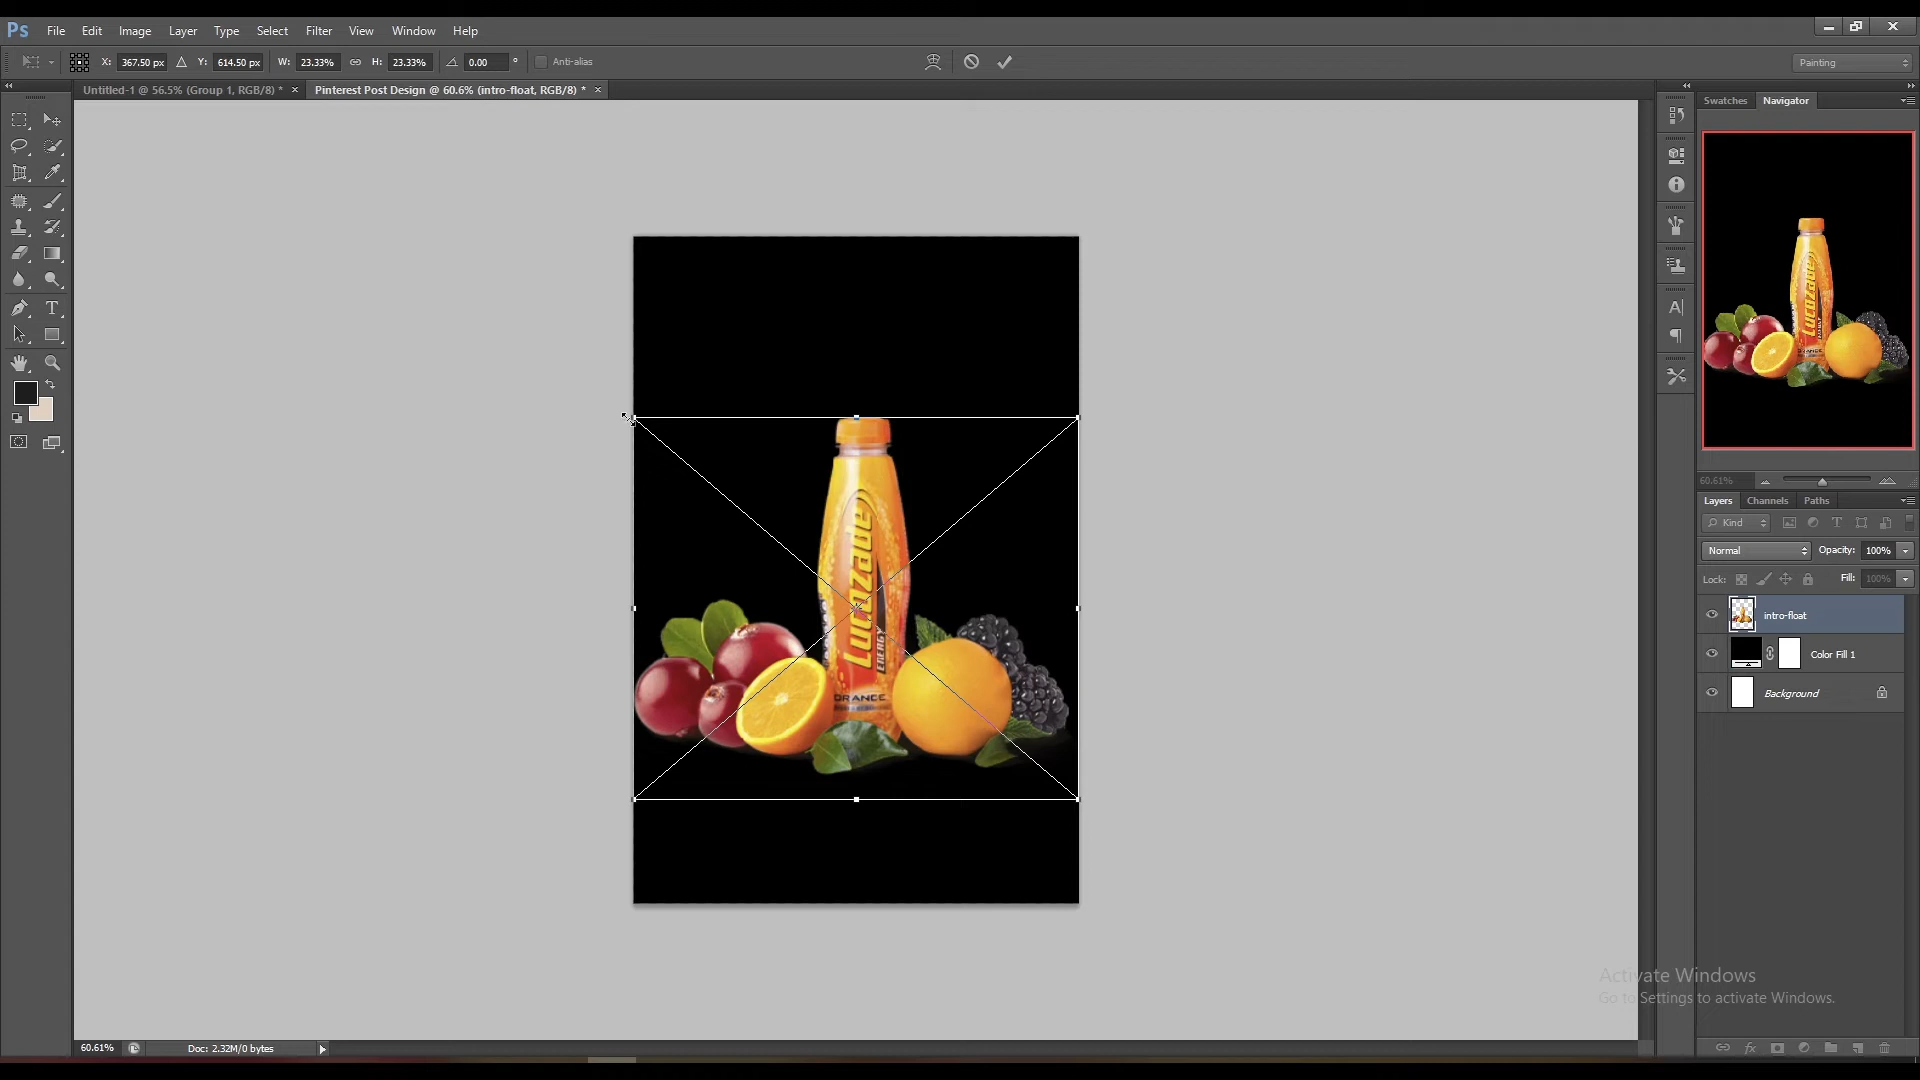 Ps File Edit Image Layer Type Select Filter View Window Help
X: 367.50 px Y: 614.50 px W: 23.33% H: 23.33% 0.00 ° Anti-alias Painting
Untitled-1 @ 56.5% (Group 1, RGB/8) * × Pinterest Post Design @ 60.6% (intro-float, RGB/8) * ×
Swatches Navigator
Lucozade
ENERGY
ORANGE
60.61%
Layers Channels Paths
Kind
Normal Opacity: 100%
Lock: Fill: 100%
intro-float
Color Fill 1
Background
Activate Windows
Go to Settings to activate Windows.
60.61% Doc: 2.32M/0 bytes